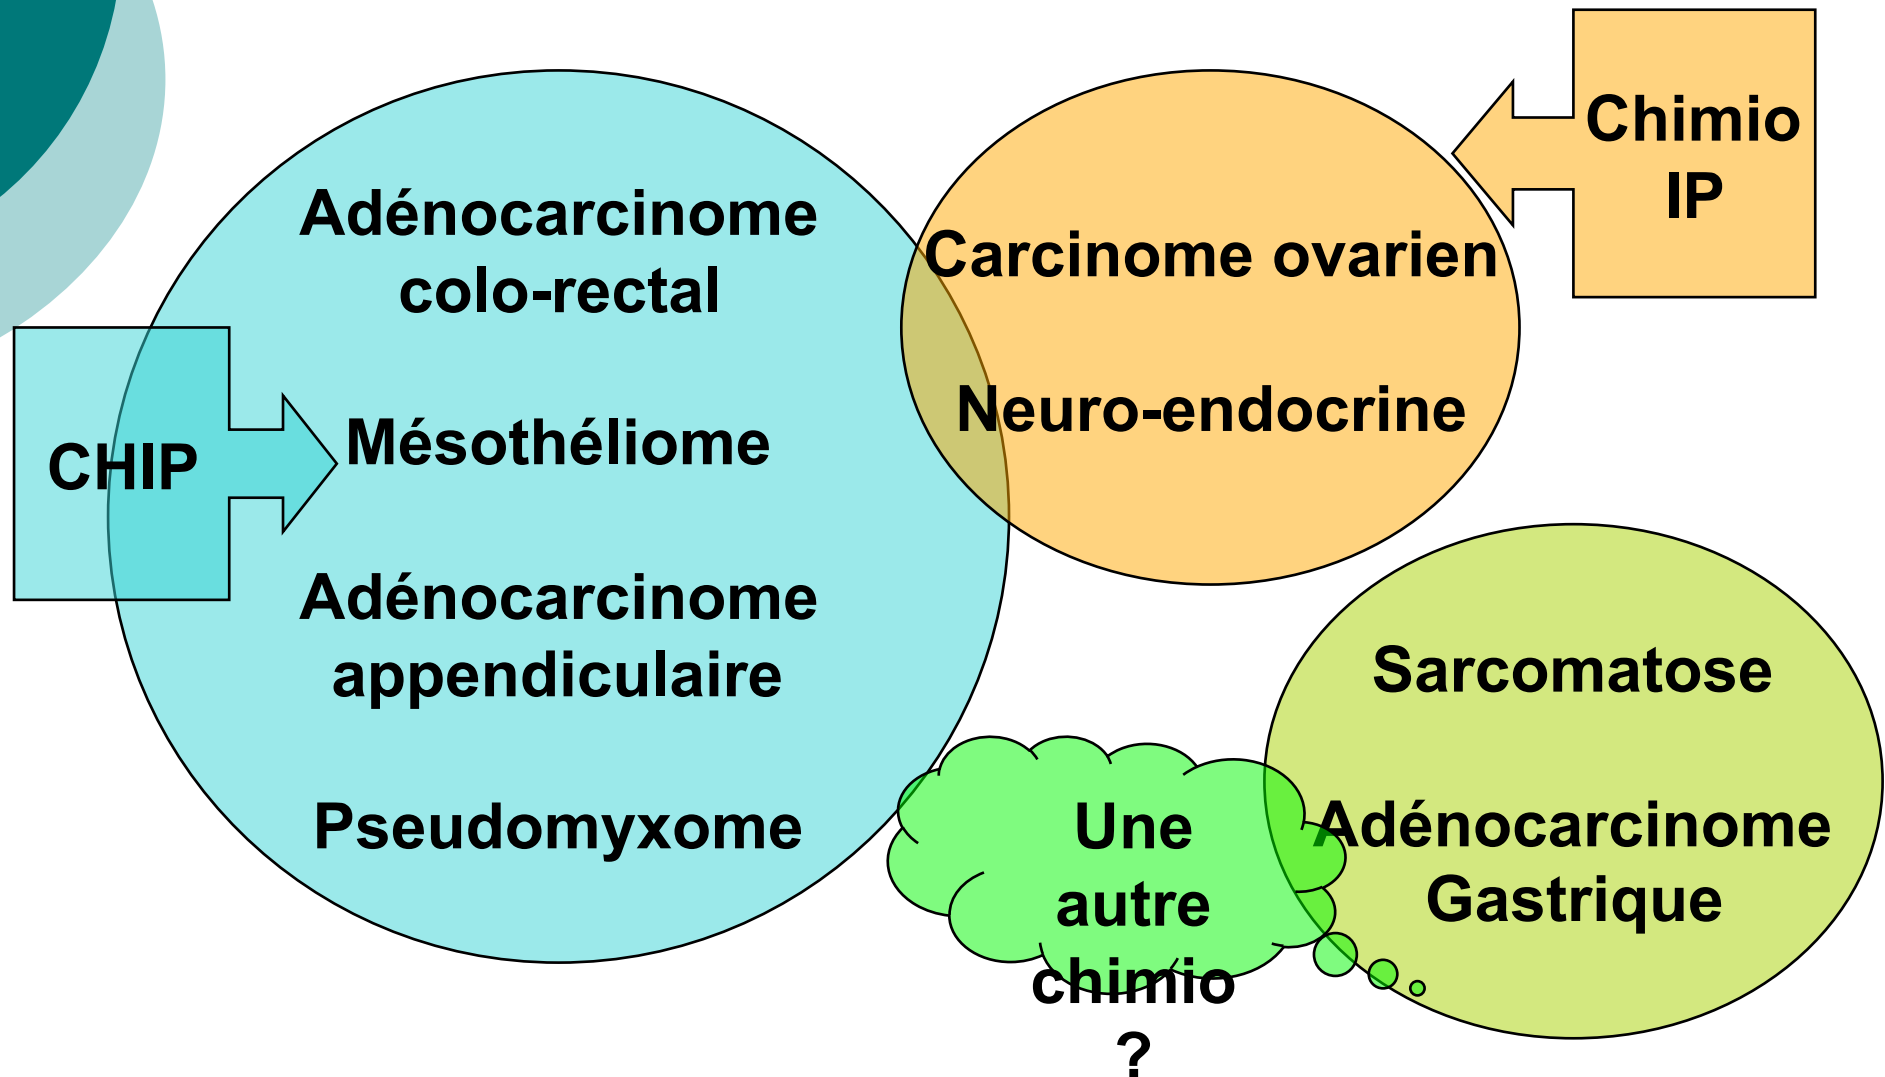 CHIP
Adénocarcinome
colo-rectal
Mésothéliome
Adénocarcinome
appendiculaire
Pseudomyxome
Carcinome ovarien
Neuro-endocrine
Chimio
IP
Sarcomatose
Adénocarcinome
Gastrique
Une
autre
chimio
?